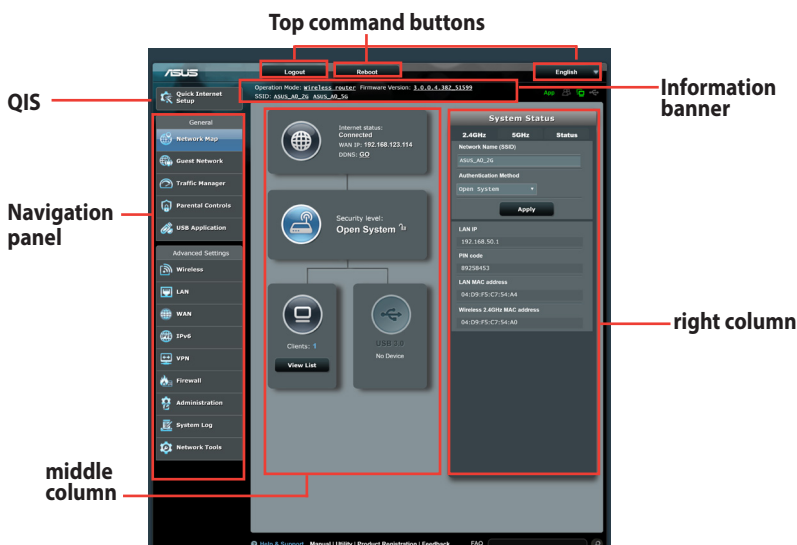 Top command buttons
ASUS
Logout
Reboot
English
Operation Mode: Wireless router Firmware Version: 3.0.0.4.382_51599
SSID: ASUS_A0_2G ASUS_A0_5G
App
Information
banner
QIS
Quick Internet
Setup
General
Network Map
Guest Network
Traffic Manager
Parental Controls
USB Application
Navigation
panel
Advanced Settings
Wireless
LAN
WAN
IPv6
VPN
Firewall
Administration
System Log
Network Tools
Internet status:
Connected
WAN IP: 192.168.123.114
DDNS: GO
Security level:
Open System
Clients: 1
View List
USB 2.0
No Device
System Status
2.4GHz 5GHz Status
Network Name (SSID)
ASUS_A0_2G
Authentication Method
Open System
Apply
LAN IP
192.168.50.1
PIN code
89258453
LAN MAC address
04:D9:F5:C7:54:A4
Wireless 2.4GHz MAC address
04:D9:F5:C7:54:A0
right column
middle
column
Help & Support Manual | Utility | Product Registration | Feedback FAQ